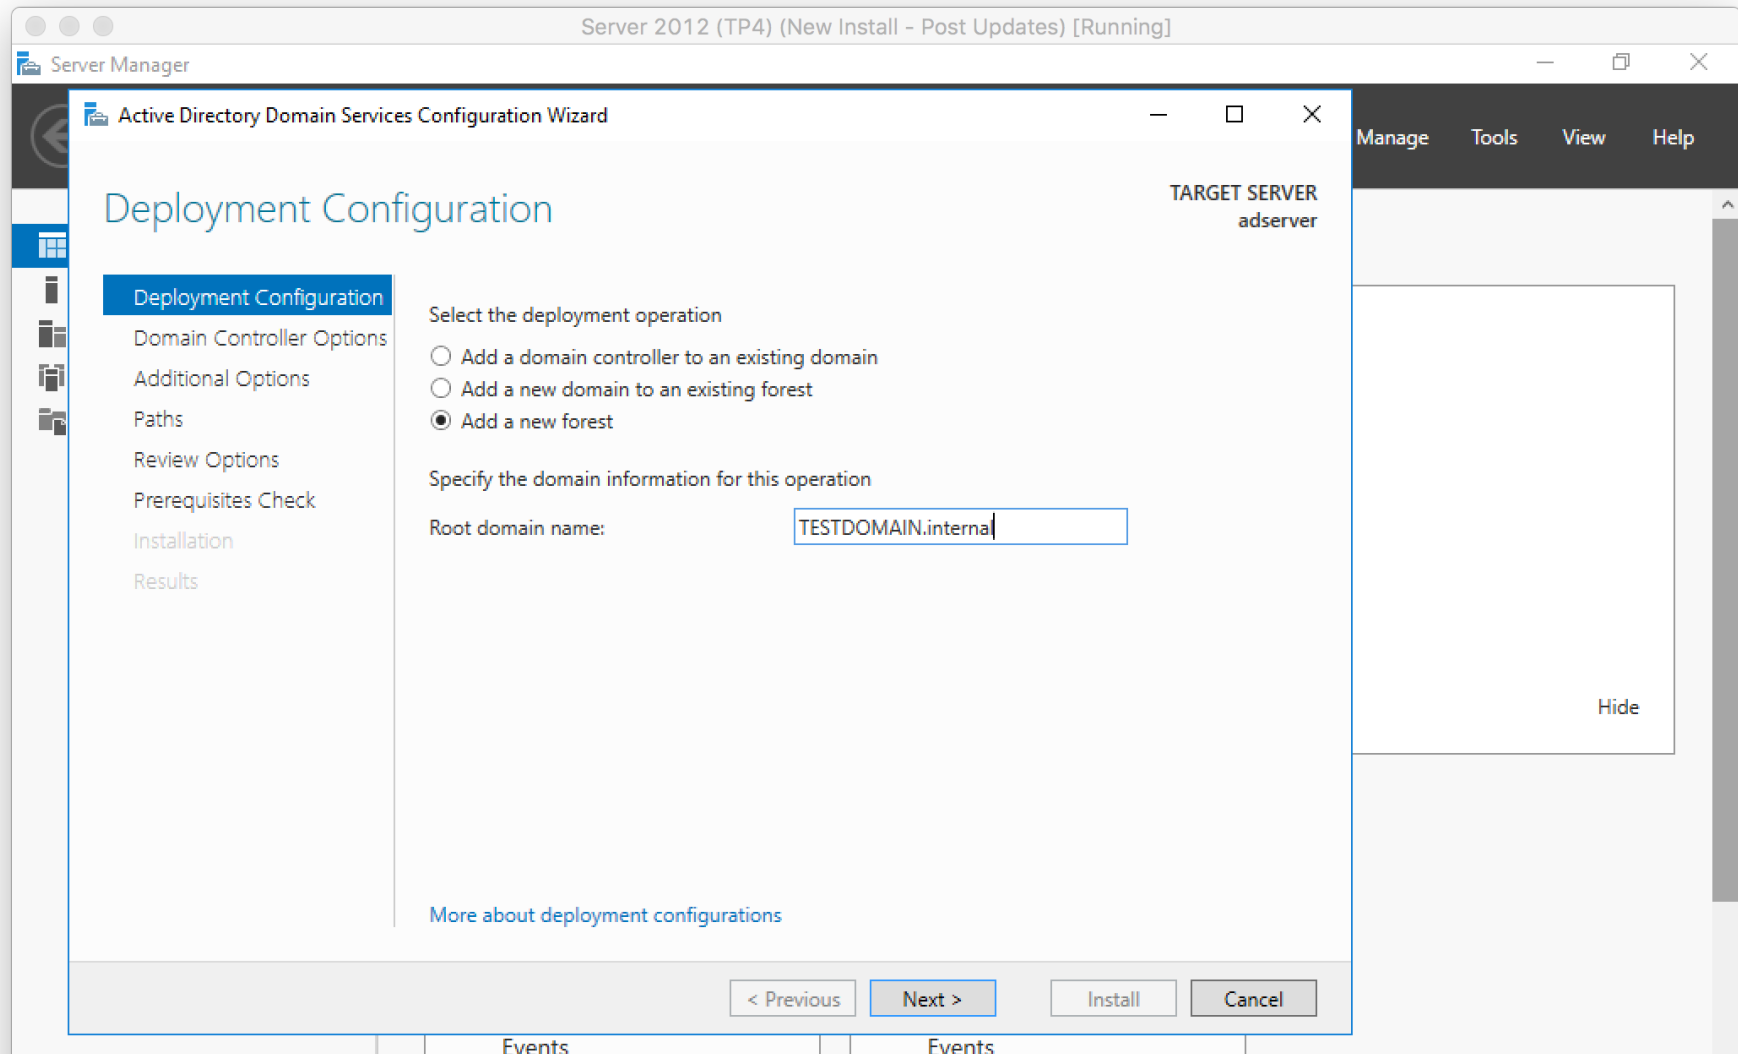 Server 2012 (TP4) (New Install - Post Updates) [Running]
Server Manager
Active Directory Domain Services Configuration Wizard
Manage Tools View Help
Deployment Configuration
TARGET SERVER
adserver
Deployment Configuration
Domain Controller Options
Additional Options
Paths
Review Options
Prerequisites Check
Installation
Results
Select the deployment operation
Add a domain controller to an existing domain
Add a new domain to an existing forest
Add a new forest
Specify the domain information for this operation
Root domain name: TESTDOMAIN.internal
Hide
More about deployment configurations
< Previous Next > Install Cancel
Events Events